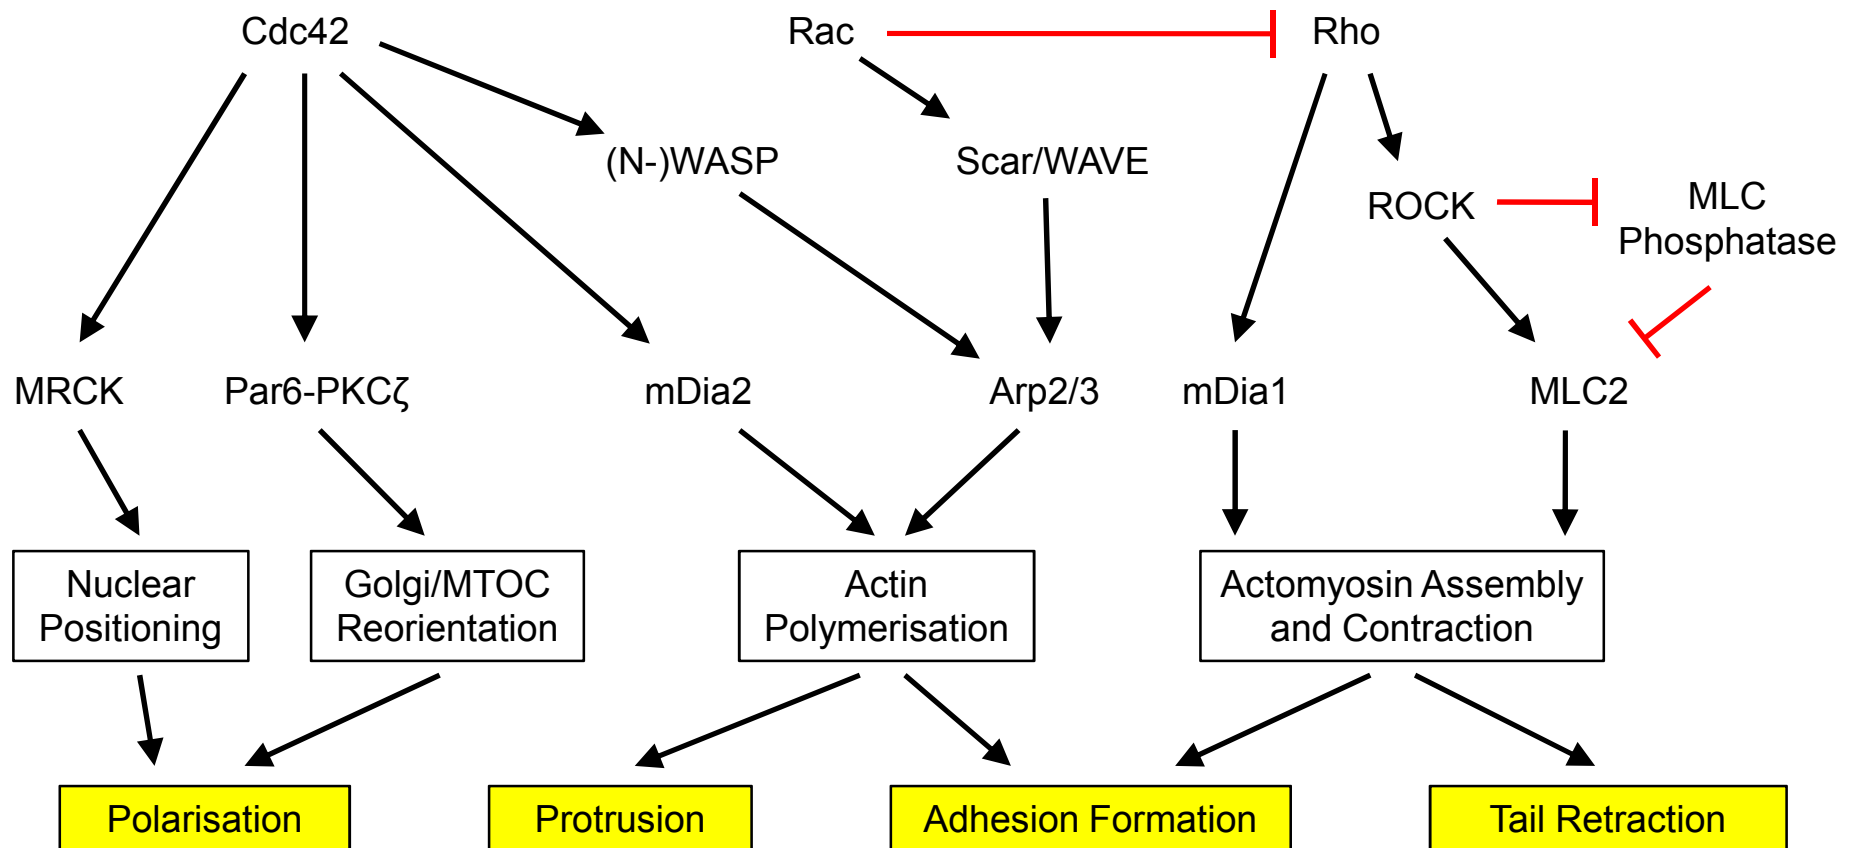 Cdc42
Rac
Rho
(N-)WASP
Scar/WAVE
ROCK
MLC
Phosphatase
MRCK
Par6-PKCζ
mDia2
Arp2/3
mDia1
MLC2
Nuclear
Positioning
Golgi/MTOC
Reorientation
Actin
Polymerisation
Actomyosin Assembly
and Contraction
Polarisation
Protrusion
Adhesion Formation
Tail Retraction